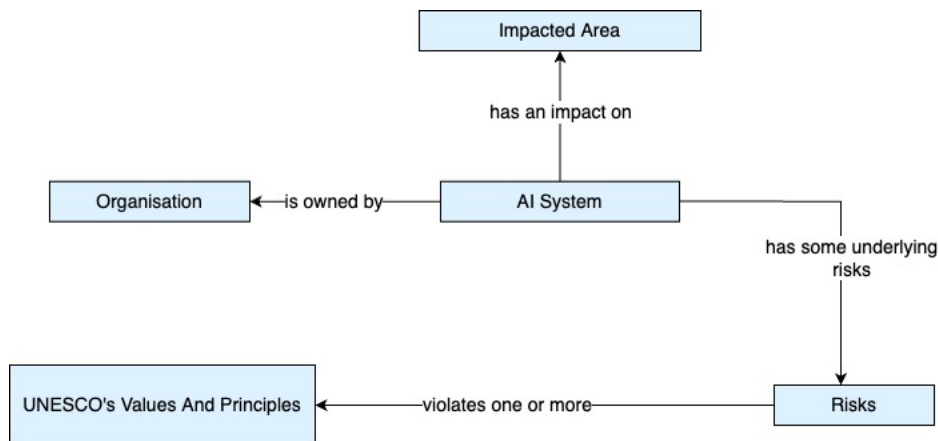 Impacted Area
has an impact on
Organisation
is owned by
AI System
has some underlying
risks
UNESCO's Values And Principles
violates one or more
Risks